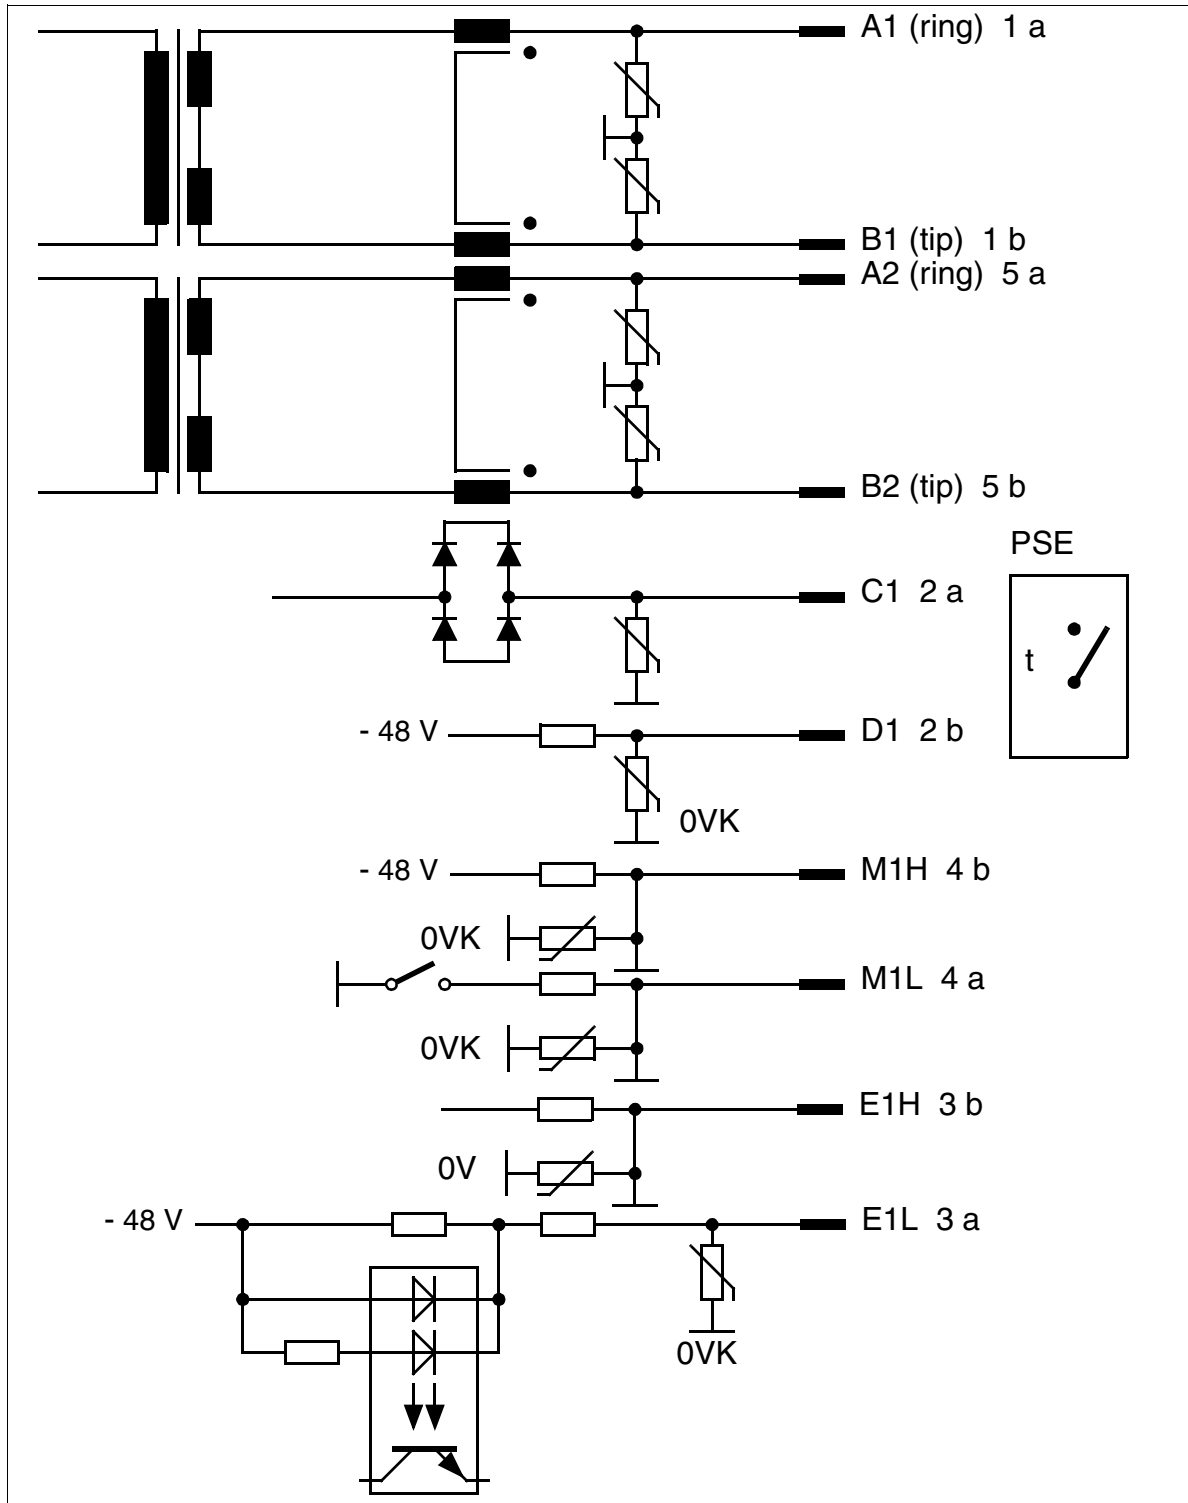 A1 (ring) 1 a
B1 (tip) 1 b
A2 (ring) 5 a
B2 (tip) 5 b
PSE
C1 2 a
t
- 48 V
D1 2 b
0VK
- 48 V
M1H 4 b
0VK
M1L 4 a
0VK
E1H 3 b
0V
- 48 V
E1L 3 a
0VK